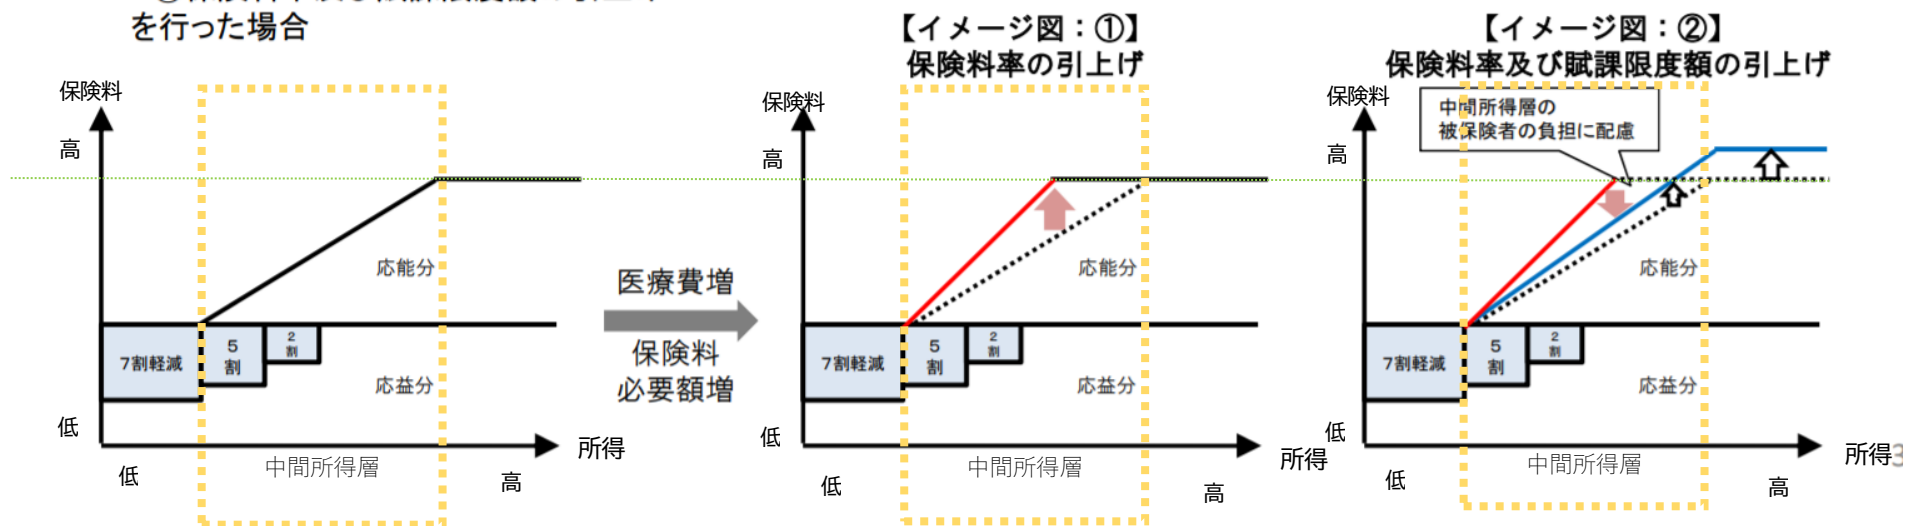 を行った場合
【イメージ図：①】
保険料率の引上げ
【イメージ図：②】
保険料率及び賦課限度額の引上げ
保険料
高
応能分
7割軽減
5
割
2
割
応益分
低
低
中間所得層
高
所得
医療費増
保険料
必要額増
保険料
高
応能分
7割軽減
5
割
2
割
応益分
低
低
中間所得層
高
所得
保険料
中間所得層の
被保険者の負担に配慮
高
応能分
7割軽減
5
割
2
割
応益分
低
低
中間所得層
高
所得